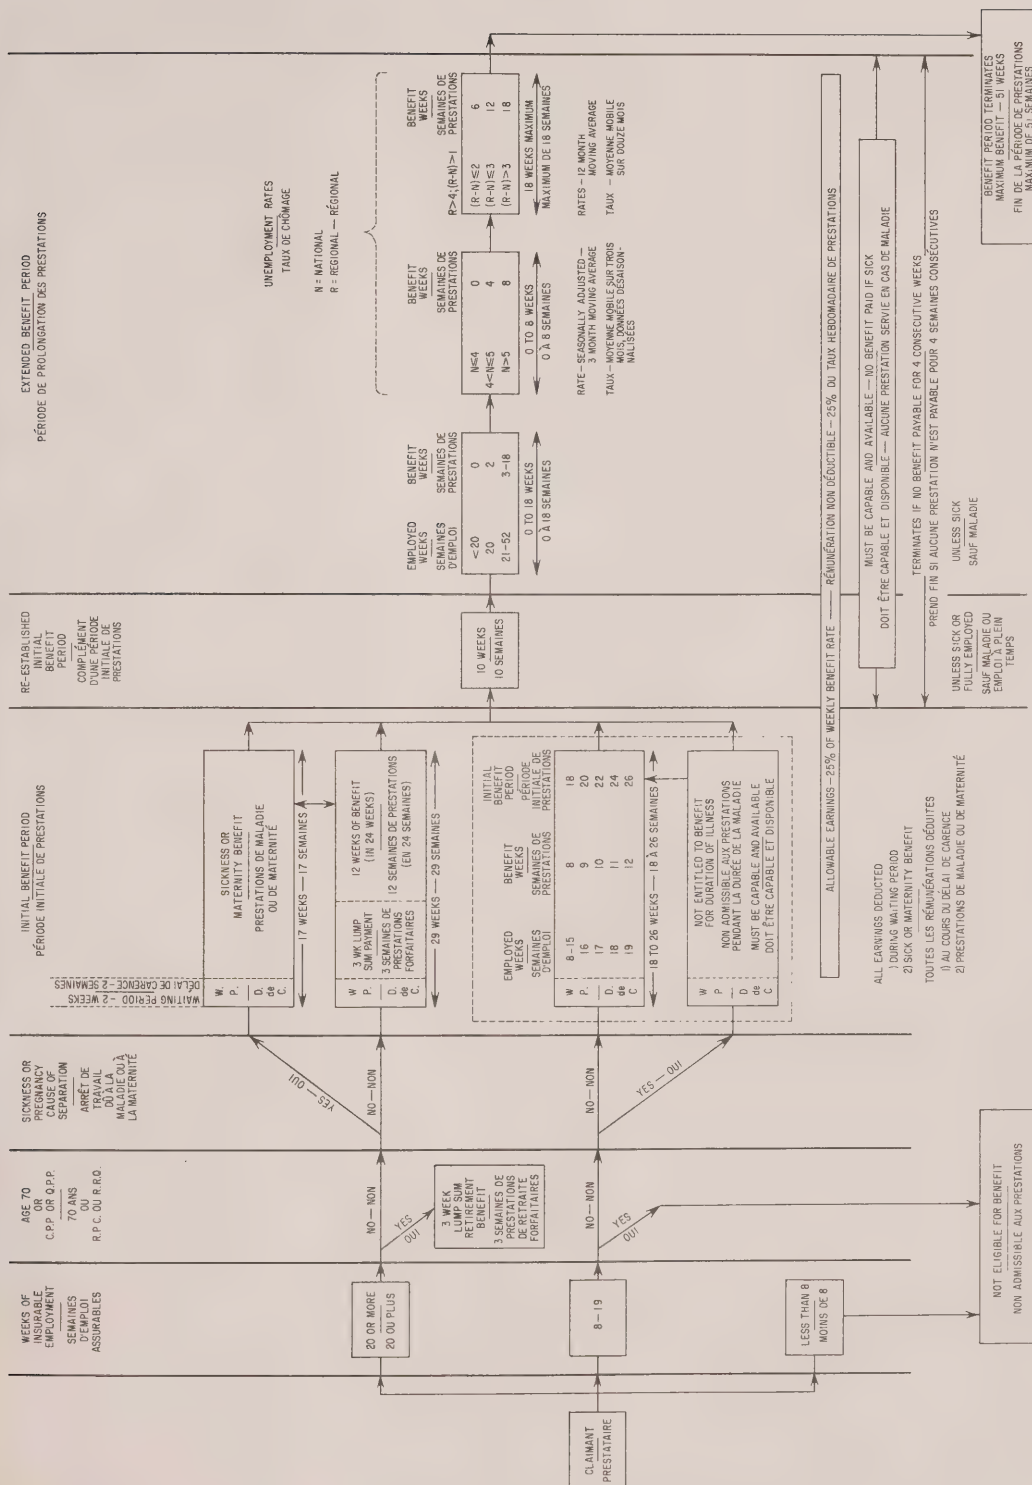 WEEKS OF
INSURABLE
EMPLOYMENT
SEMAINES
D'EMPLOI
ASSURABLES
AGE 70
OR
C.P.P OR Q.P.P.
70 ANS
OU
R.P.C. OU R.R.Q.
SICKNESS OR
PREGNANCY
CAUSE OF
SEPARATION
ARRÊT DE
TRAVAIL
DÛ À LA
MALADIE OU À
LA MATERNITÉ
INITIAL BENEFIT PERIOD
PÉRIODE INITIALE DE PRESTATIONS
RE-ESTABLISHED
INITIAL
BENEFIT
PERIOD
COMPLÉMENT
D'UNE PÉRIODE
INITIALE DE
PRESTATIONS
EXTENDED BENEFIT PERIOD
PÉRIODE DE PROLONGATION DES PRESTATIONS
CLAIMANT
PRESTATAIRE
20 OR MORE
20 OU PLUS
8-19
LESS THAN 8
MOINS DE 8
NO—NON
YES
OUI
3 WEEK
LUMP SUM
RETIREMENT
BENEFIT
3 SEMAINES DE
PRESTATIONS
DE RETRAITE
FORFAITAIRES
NO—NON
YES
OUI
NOT ELIGIBLE FOR BENEFIT
NON ADMISSIBLE AUX PRESTATIONS
YES — OUI
NO—NON
NO—NON
YES — OUI
WAITING PERIOD - 2 WEEKS
DÉLAI DE CARENCE - 2 SEMAINES
W.
P.
D.
de
C.
SICKNESS OR
MATERNITY BENEFIT
PRESTATIONS DE MALADIE
OU DE MATERNITÉ
17 WEEKS — 17 SEMAINES
W
P.
D.
de
C.
3 WK LUMP
SUM PAYMENT
3 SEMAINES DE
PRESTATIONS
FORFAITAIRES
12 WEEKS OF BENEFIT
(IN 24 WEEKS)
12 SEMAINES DE PRESTATIONS
(EN 24 SEMAINES)
29 WEEKS — 29 SEMAINES
EMPLOYED
WEEKS
SEMAINES
D'EMPLOI
BENEFIT
WEEKS
SEMAINES DE
PRESTATIONS
INITIAL
BENEFIT
PERIOD
PÉRIODE
INITIALE DE
PRESTATIONS
W
P.
D.
de
C.
8-15 8 18
16 9 20
17 10 22
18 11 24
19 12 26
18 TO 26 WEEKS — 18 À 26 SEMAINES
W
P
D
de
C
NOT ENTITLED TO BENEFIT
FOR DURATION OF ILLNESS
NON ADMISSIBLE AUX PRESTATIONS
PENDANT LA DURÉE DE LA MALADIE
MUST BE CAPABLE AND AVAILABLE
DOIT ÊTRE CAPABLE ET DISPONIBLE
10 WEEKS
10 SEMAINES
EMPLOYED
WEEKS
SEMAINES
D'EMPLOI
BENEFIT
WEEKS
SEMAINES DE
PRESTATIONS
<20 0
20 2
21-52 3-18
0 TO 18 WEEKS
0 À 18 SEMAINES
UNEMPLOYMENT RATES
TAUX DE CHÔMAGE
N = NATIONAL
R = REGIONAL — RÉGIONAL
BENEFIT
WEEKS
SEMAINES DE
PRESTATIONS
N≤4 0
4<N≤5 4
N>5 8
0 TO 8 WEEKS
0 À 8 SEMAINES
RATE—SEASONALLY ADJUSTED—
3 MONTH MOVING AVERAGE
TAUX—MOYENNE MOBILE SUR TROIS
MOIS, DONNÉES DÉSAISON-
NALISÉES
BENEFIT
WEEKS
SEMAINES DE
PRESTATIONS
R>4;(R-N)>1
(R-N)≤2 6
(R-N)≤3 12
(R-N)>3 18
18 WEEKS MAXIMUM
MAXIMUM DE 18 SEMAINES
RATES—12 MONTH
MOVING AVERAGE
TAUX — MOYENNE MOBILE
SUR DOUZE MOIS
ALLOWABLE EARNINGS—25% OF WEEKLY BENEFIT RATE — RÉMUNÉRATION NON DÉDUCTIBLE—25% DU TAUX HEBDOMADAIRE DE PRESTATIONS
ALL EARNINGS DEDUCTED
1) DURING WAITING PERIOD
2) SICK OR MATERNITY BENEFIT
TOUTES LES RÉMUNÉRATIONS DÉDUITES
1) AU COURS DU DÉLAI DE CARENCE
2) PRESTATIONS DE MALADIE OU DE MATERNITÉ
MUST BE CAPABLE AND AVAILABLE—NO BENEFIT PAID IF SICK
DOIT ÊTRE CAPABLE ET DISPONIBLE—AUCUNE PRESTATION SERVIE EN CAS DE MALADIE
TERMINATES IF NO BENEFIT PAYABLE FOR 4 CONSECUTIVE WEEKS
PREND FIN SI AUCUNE PRESTATION N'EST PAYABLE POUR 4 SEMAINES CONSÉCUTIVES
UNLESS SICK OR
FULLY EMPLOYED
SAUF MALADIE OU
EMPLOI À PLEIN
TEMPS
UNLESS SICK
SAUF MALADIE
BENEFIT PERIOD TERMINATES
MAXIMUM BENEFIT — 51 WEEKS
FIN DE LA PÉRIODE DE PRESTATIONS
MAXIMUM DE 51 SEMAINES